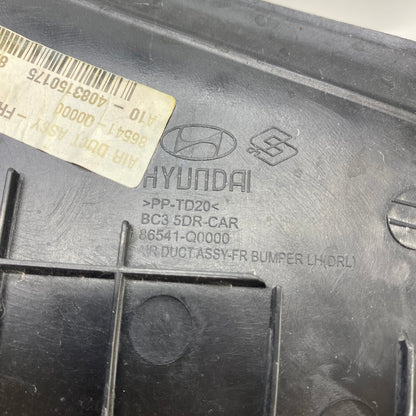 AIR DUCT ASSY-FR
86541-Q0000
A10-4083150175
HYUNDAI
>PP-TD20<
BC3 5DR-CAR
86541-Q0000
AIR DUCT ASSY-FR BUMPER LH(DRL)